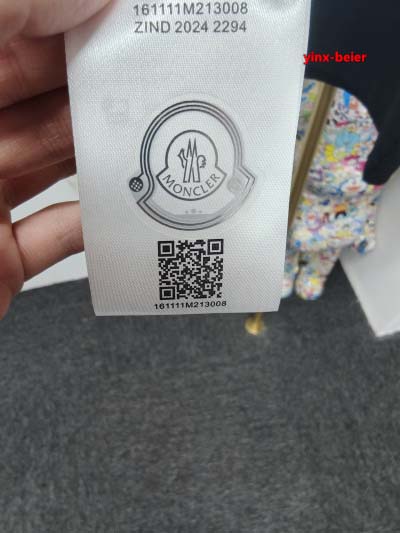 161111M213008
ZIND 2024 2294
yinx-beier
MONCLER
161111M213008